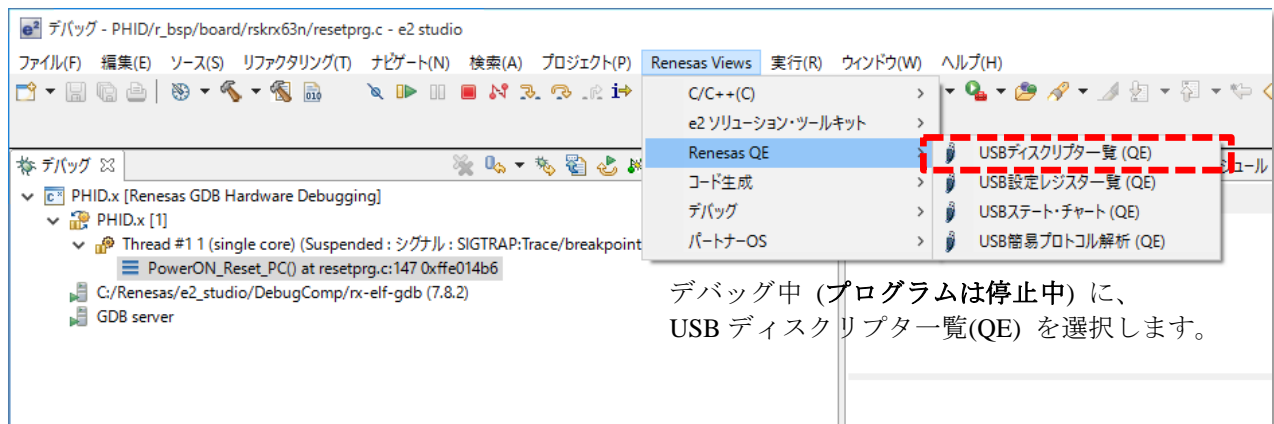 デバッグ - PHID/r_bsp/board/rskrx63n/resetprg.c - e2 studio
ファイル(F) 編集(E) ソース(S) リファクタリング(T) ナビゲート(N) 検索(A) プロジェクト(P) Renesas Views 実行(R) ウィンドウ(W) ヘルプ(H)
C/C++(C)
e2 ソリューション・ツールキット
Renesas QE
コード生成
デバッグ
パートナーOS
USBディスクリプタ一覧 (QE)
USB設定レジスタ一覧 (QE)
USBステート・チャート (QE)
USB簡易プロトコル解析 (QE)
ジュール
デバッグ
PHID.x [Renesas GDB Hardware Debugging]
PHID.x [1]
Thread #1 1 (single core) (Suspended : シグナル : SIGTRAP:Trace/breakpoint
PowerON_Reset_PC() at resetprg.c:147 0xffe014b6
C:/Renesas/e2_studio/DebugComp/rx-elf-gdb (7.8.2)
GDB server
デバッグ中 (プログラムは停止中) に、
USB ディスクリプタ一覧(QE) を選択します。